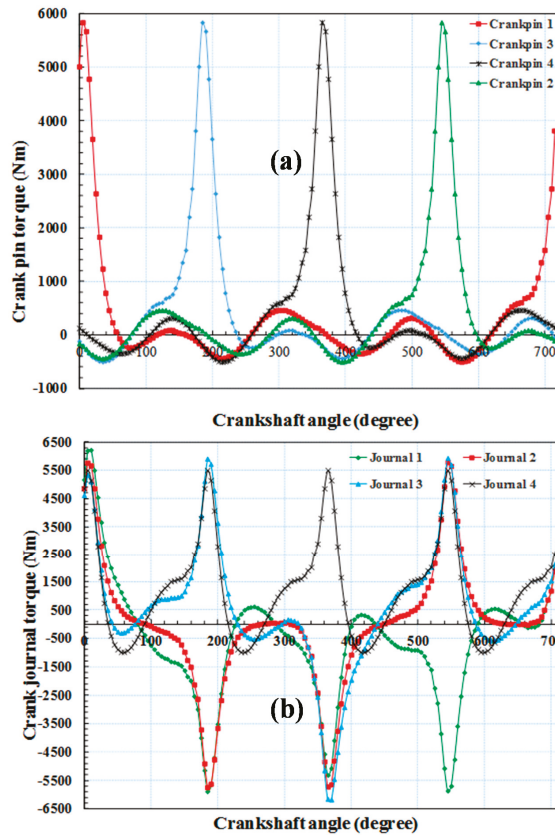 6000
5000
4000
3000
2000
1000
0
-1000
Crank pin torque (Nm)
Crankpin 1
Crankpin 3
Crankpin 4
Crankpin 2
(a)
0 100 200 300 400 500 600 700
Crankshaft angle (degree)
6500
5500
4500
3500
2500
1500
500
-500
-1500
-2500
-3500
-4500
-5500
-6500
Crank journal torque (Nm)
Journal 1 Journal 2
Journal 3 Journal 4
0 100 200 300 400 500 600 700
(b)
Crankshaft angle (degree)